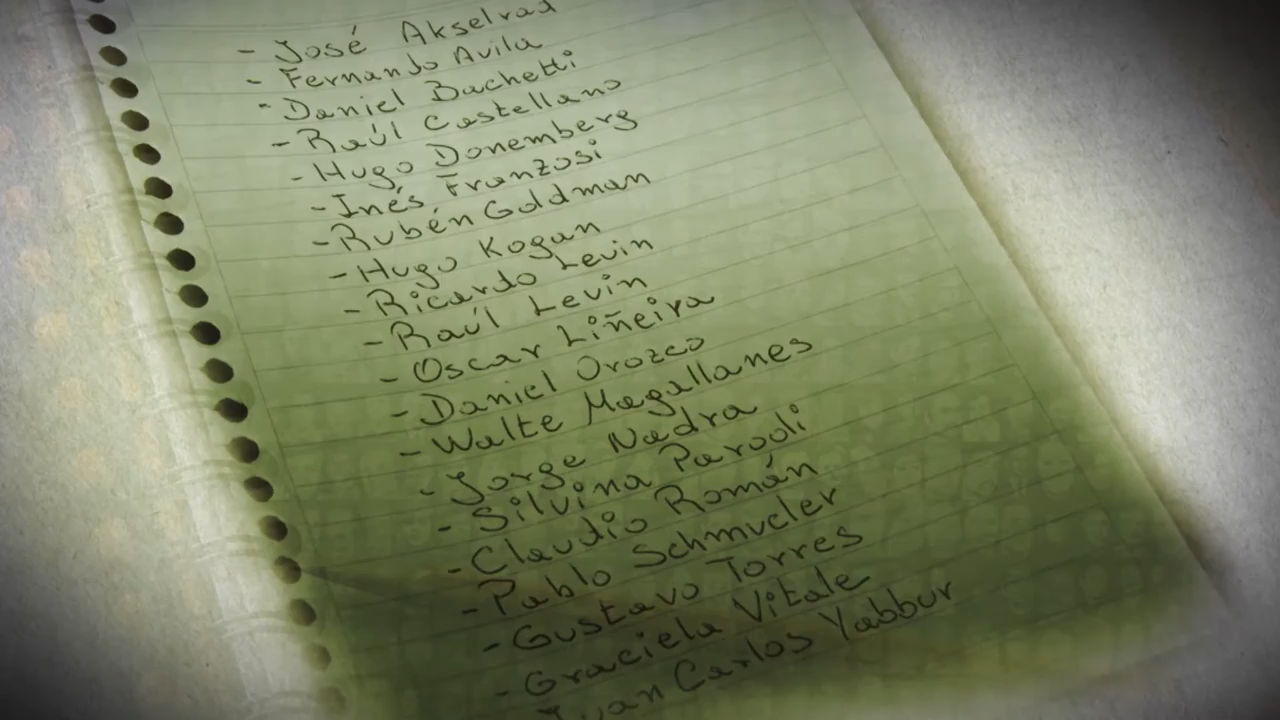 - José Akselrad
- Fernando Avila
- Daniel Bachetti
- Raúl Castellano
- Hugo Donemberg
- Inés Franzosi
- Rubén Goldman
- Hugo Kogan
- Ricardo Levin
- Raúl Levin
- Oscar Liñeira
- Daniel Orozco
- Walte Magallanes
- Jorge Nadra
- Silvina Parodi
- Claudio Román
- Pablo Schmucler
- Gustavo Torres
- Graciela Vitale
Juan Carlos Yabbur